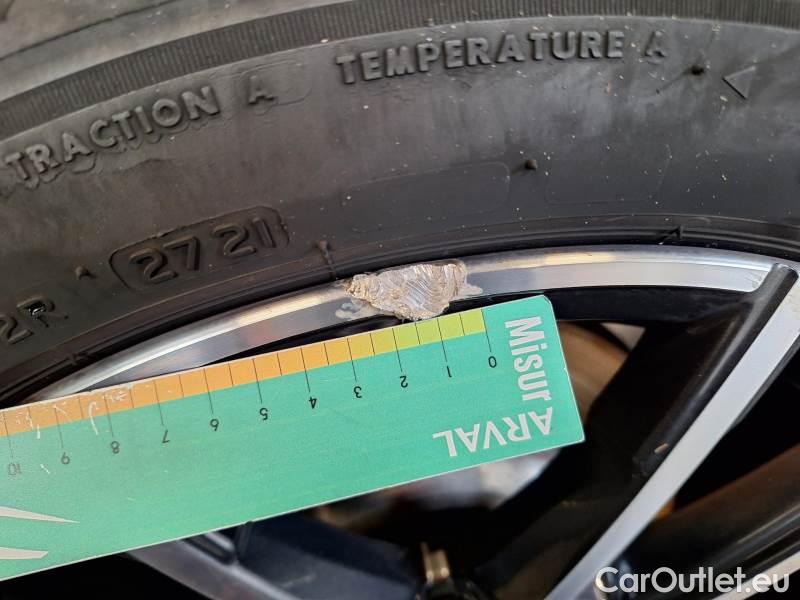 TRACTION A TEMPERATURE A
2R 2721
0 1 2 3 4 5 6 7 8 9 10
Misur ARVAL
ARVAL
CarOutlet.eu